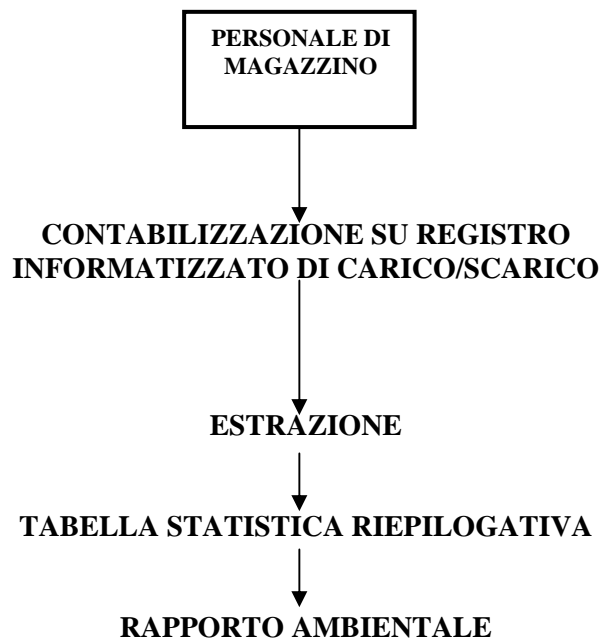 PERSONALE DI
MAGAZZINO
CONTABILIZZAZIONE SU REGISTRO
INFORMATIZZATO DI CARICO/SCARICO
ESTRAZIONE
TABELLA STATISTICA RIEPILOGATIVA
RAPPORTO AMBIENTALE